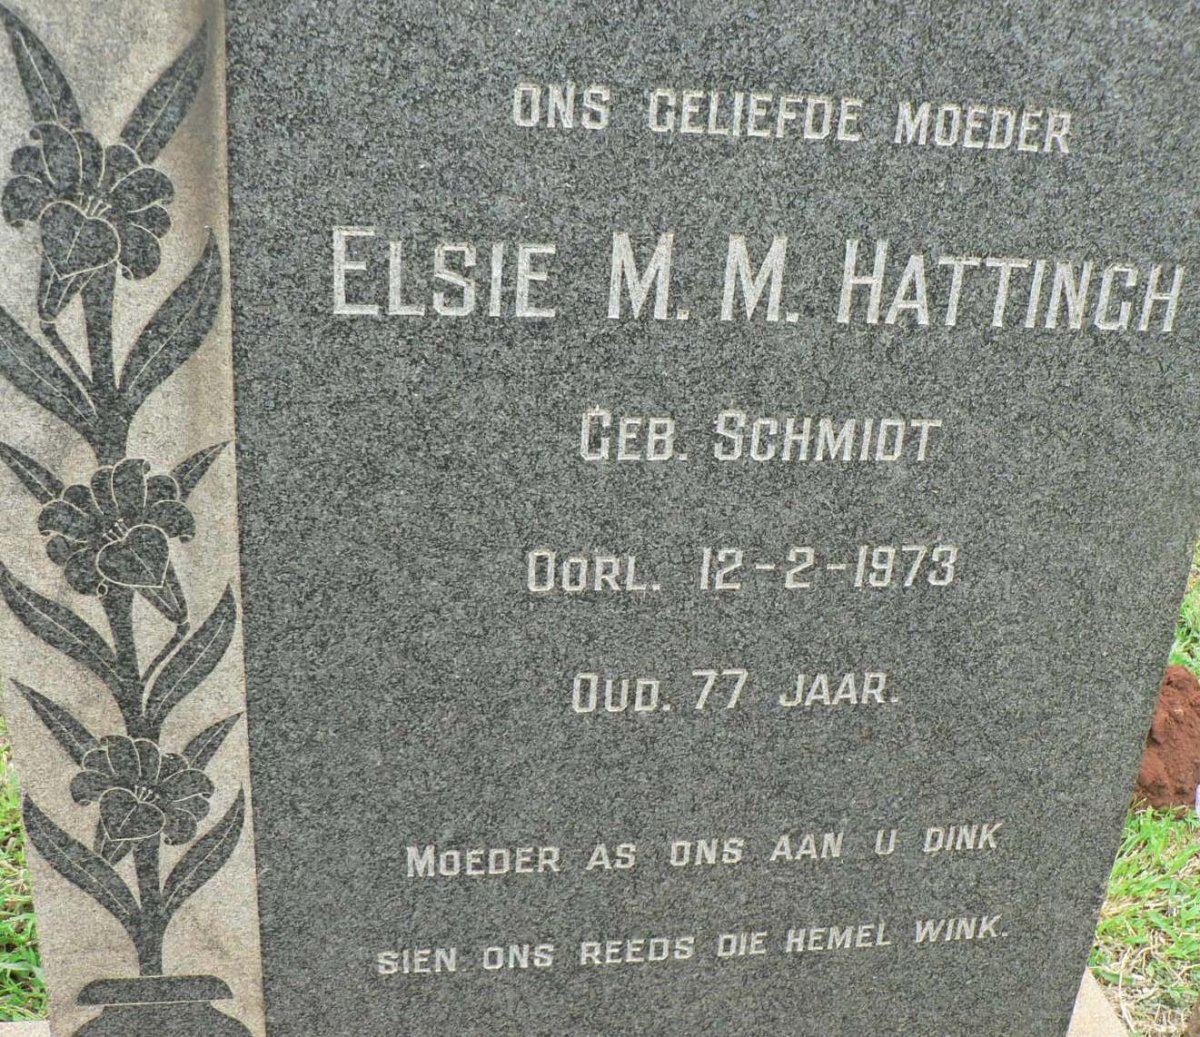 ONS GELIEFDE MOEDER
ELSIE M. M. HATTINGH
GEB. SCHMIDT
OORL. 12-2-1973
OUD. 77 JAAR.
MOEDER AS ONS AAN U DINK
SIEN ONS REEDS DIE HEMEL WINK.